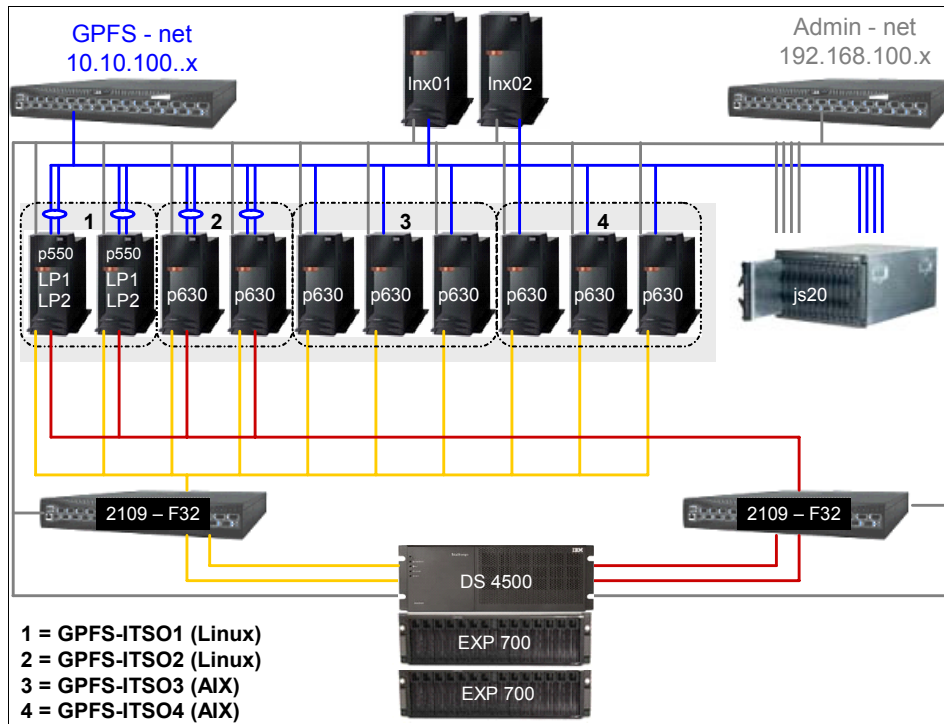 GPFS - net
10.10.100..x
lnx01
lnx02
Admin - net
192.168.100.x
1
2
3
4
p550
LP1
LP2
p550
LP1
LP2
p630
p630
p630
p630
p630
p630
p630
p630
js20
2109 – F32
2109 – F32
IBM
DS 4500
EXP 700
EXP 700
1 = GPFS-ITSO1 (Linux)
2 = GPFS-ITSO2 (Linux)
3 = GPFS-ITSO3 (AIX)
4 = GPFS-ITSO4 (AIX)